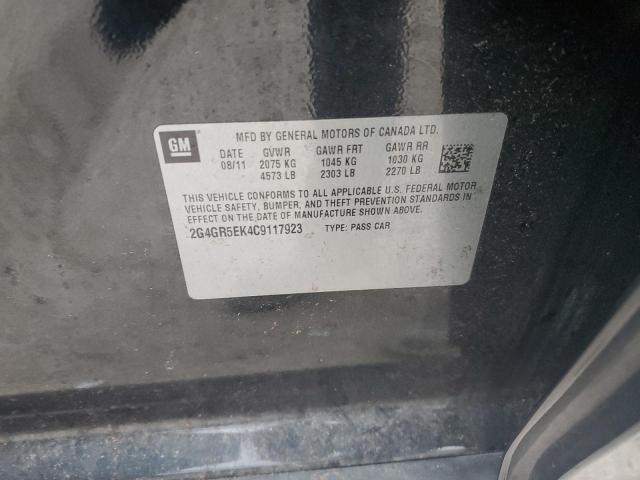 GM
MFD BY GENERAL MOTORS OF CANADA LTD.
DATE GVWR GAWR FRT GAWR RR
08/11 2075 KG 1045 KG 1030 KG
4573 LB 2303 LB 2270 LB
THIS VEHICLE CONFORMS TO ALL APPLICABLE U.S. FEDERAL MOTOR
VEHICLE SAFETY, BUMPER, AND THEFT PREVENTION STANDARDS IN
EFFECT ON THE DATE OF MANUFACTURE SHOWN ABOVE.
2G4GR5EK4C9117923 TYPE: PASS CAR